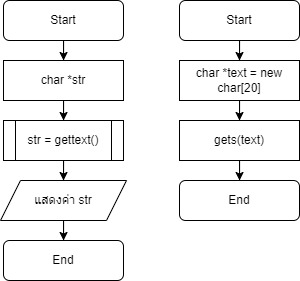 Start
char *str
str = gettext()
แสดงค่า str
End
Start
char *text = new
char[20]
gets(text)
End